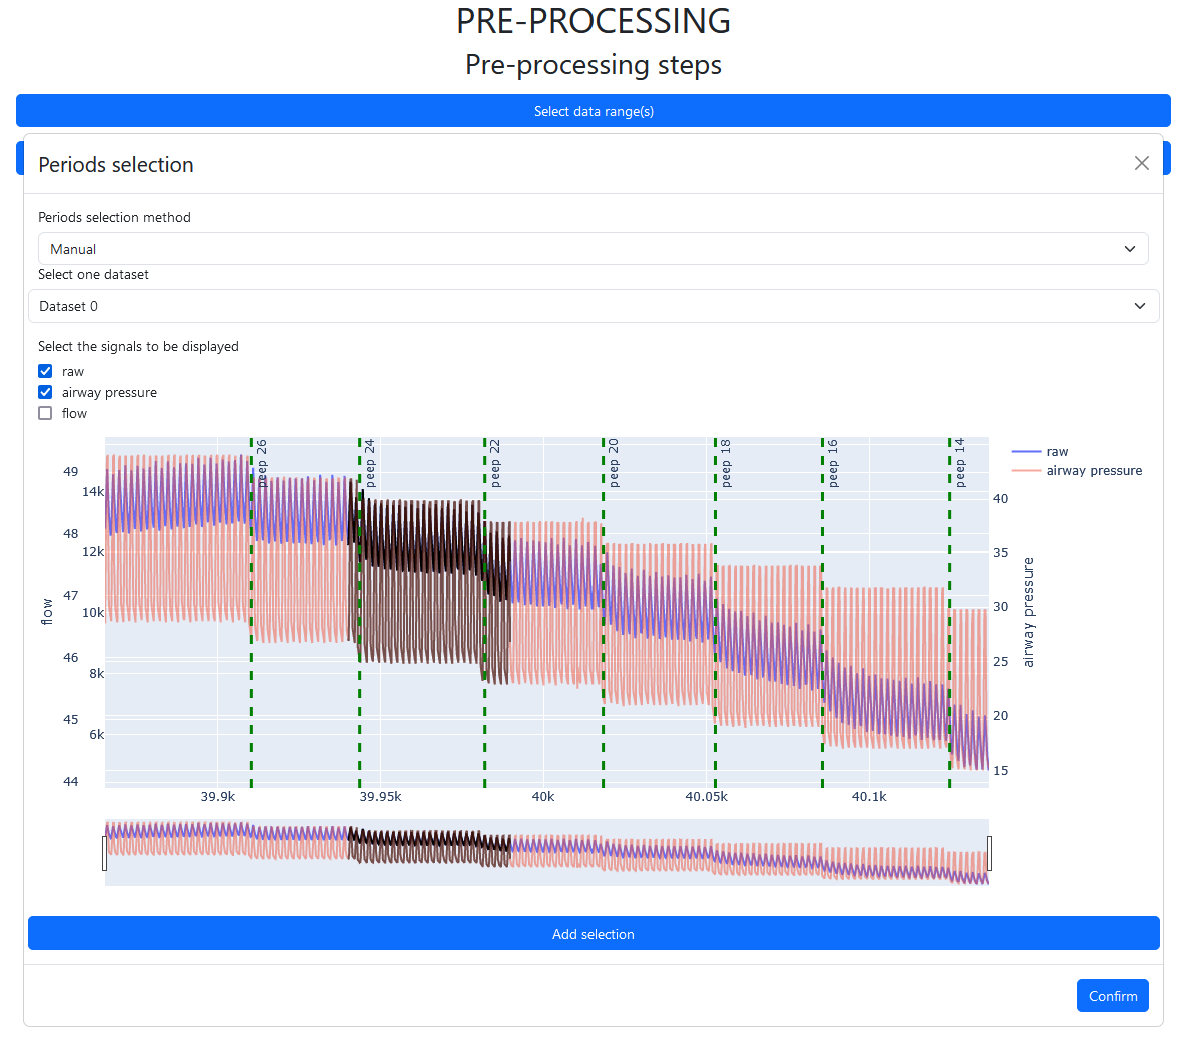 PRE-PROCESSING
Pre-processing steps
Select data range(s)
Periods selection
Periods selection method
Manual
Select one dataset
Dataset 0
Select the signals to be displayed
raw
airway pressure
flow
peep 26
peep 24
peep 22
peep 20
peep 18
peep 16
peep 14
raw
airway pressure
49
48
47
46
45
44
14k
12k
10k
8k
6k
flow
40
35
30
25
20
15
airway pressure
39.9k
39.95k
40k
40.05k
40.1k
Add selection
Confirm